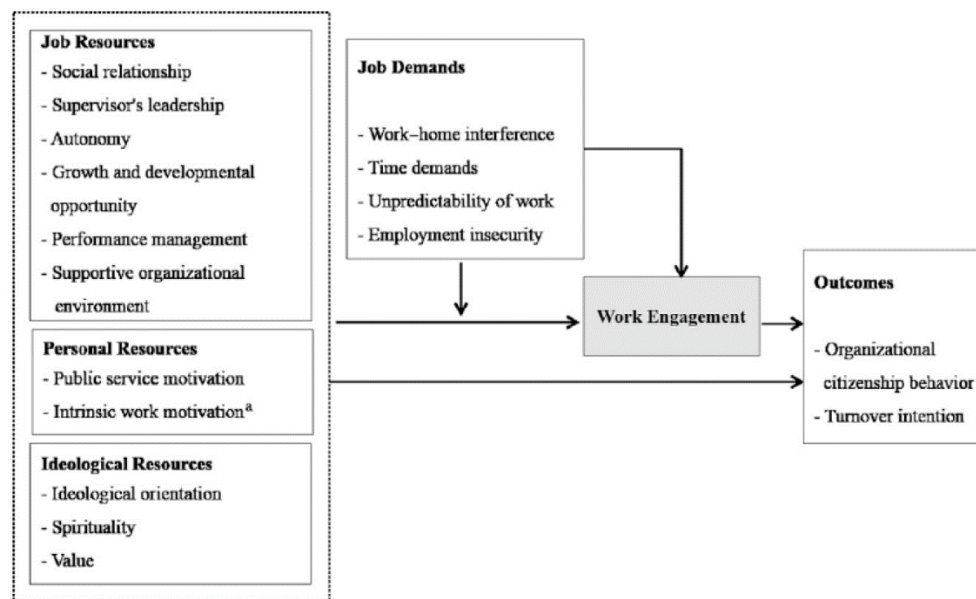 Job Resources
- Social relationship
- Supervisor's leadership
- Autonomy
- Growth and developmental
opportunity
- Performance management
- Supportive organizational
environment
Personal Resources
- Public service motivation
- Intrinsic work motivationᵃ
Ideological Resources
- Ideological orientation
- Spirituality
- Value
Job Demands
- Work–home interference
- Time demands
- Unpredictability of work
- Employment insecurity
Work Engagement
Outcomes
- Organizational
citizenship behavior
- Turnover intention